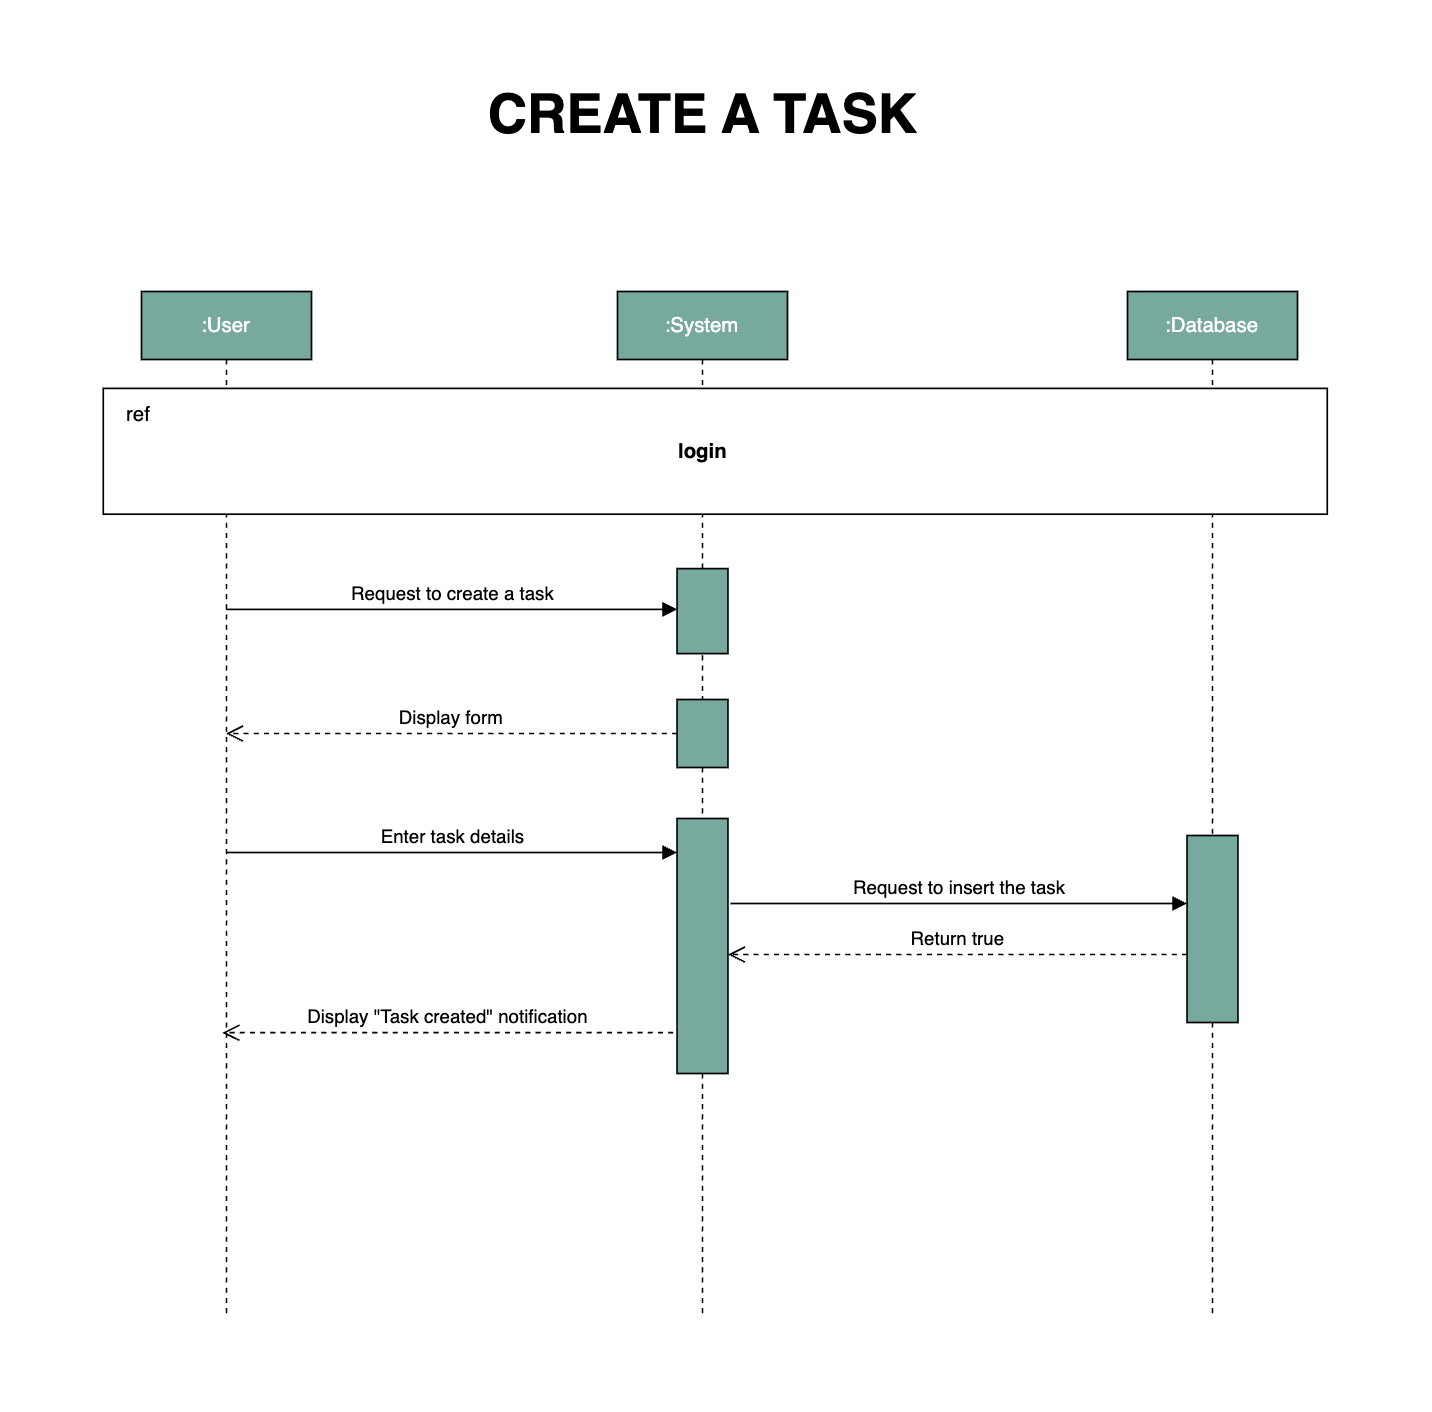 CREATE A TASK
:User
:System
:Database
ref
login
Request to create a task
Display form
Enter task details
Request to insert the task
Return true
Display "Task created" notification